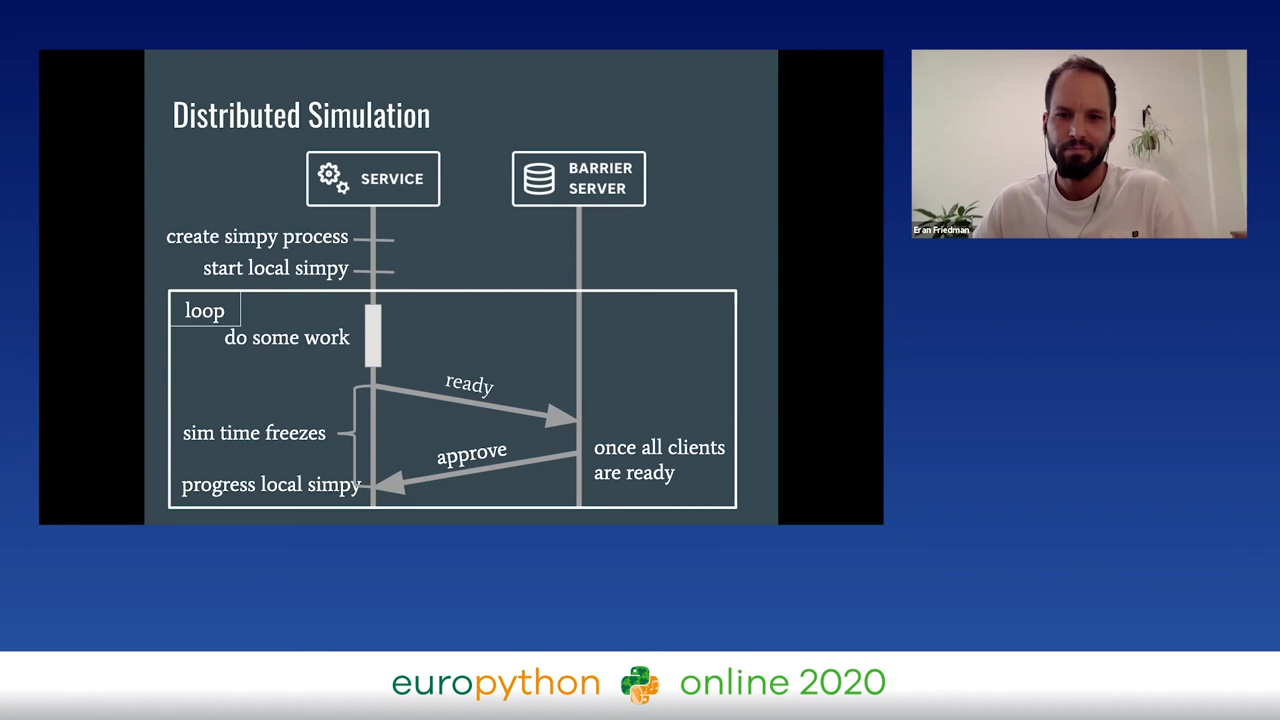 Distributed Simulation
SERVICE
BARRIER
SERVER
create simpy process
start local simpy
loop
do some work
ready
sim time freezes
approve
once all clients
are ready
progress local simpy
Eran Friedman
europython online 2020